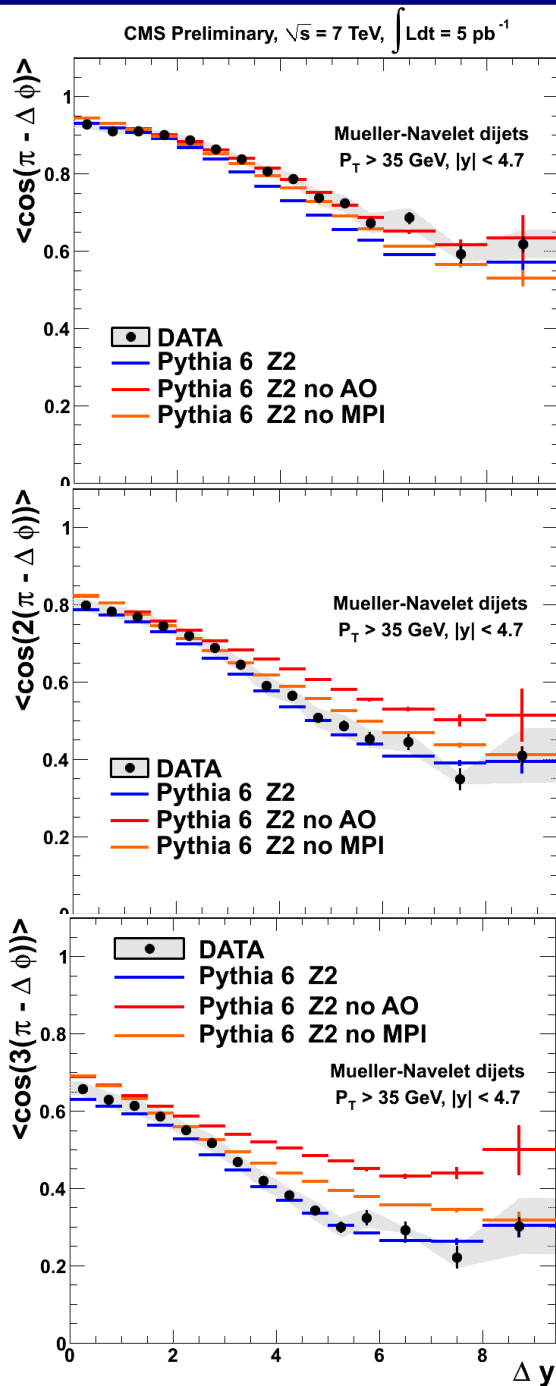 CMS Preliminary, √s = 7 TeV, ∫Ldt = 5 pb⁻¹
<cos(π - Δ ϕ)>
1
0.8
0.6
0.4
0.2
0
Mueller-Navelet dijets
P_T > 35 GeV, |y| < 4.7
DATA
Pythia 6 Z2
Pythia 6 Z2 no AO
Pythia 6 Z2 no MPI
<cos(2(π - Δ ϕ))>
1
0.8
0.6
0.4
0.2
0
Mueller-Navelet dijets
P_T > 35 GeV, |y| < 4.7
DATA
Pythia 6 Z2
Pythia 6 Z2 no AO
Pythia 6 Z2 no MPI
<cos(3(π - Δ ϕ))>
1
0.8
0.6
0.4
0.2
0
DATA
Pythia 6 Z2
Pythia 6 Z2 no AO
Pythia 6 Z2 no MPI
Mueller-Navelet dijets
P_T > 35 GeV, |y| < 4.7
0 2 4 6 8
Δ y